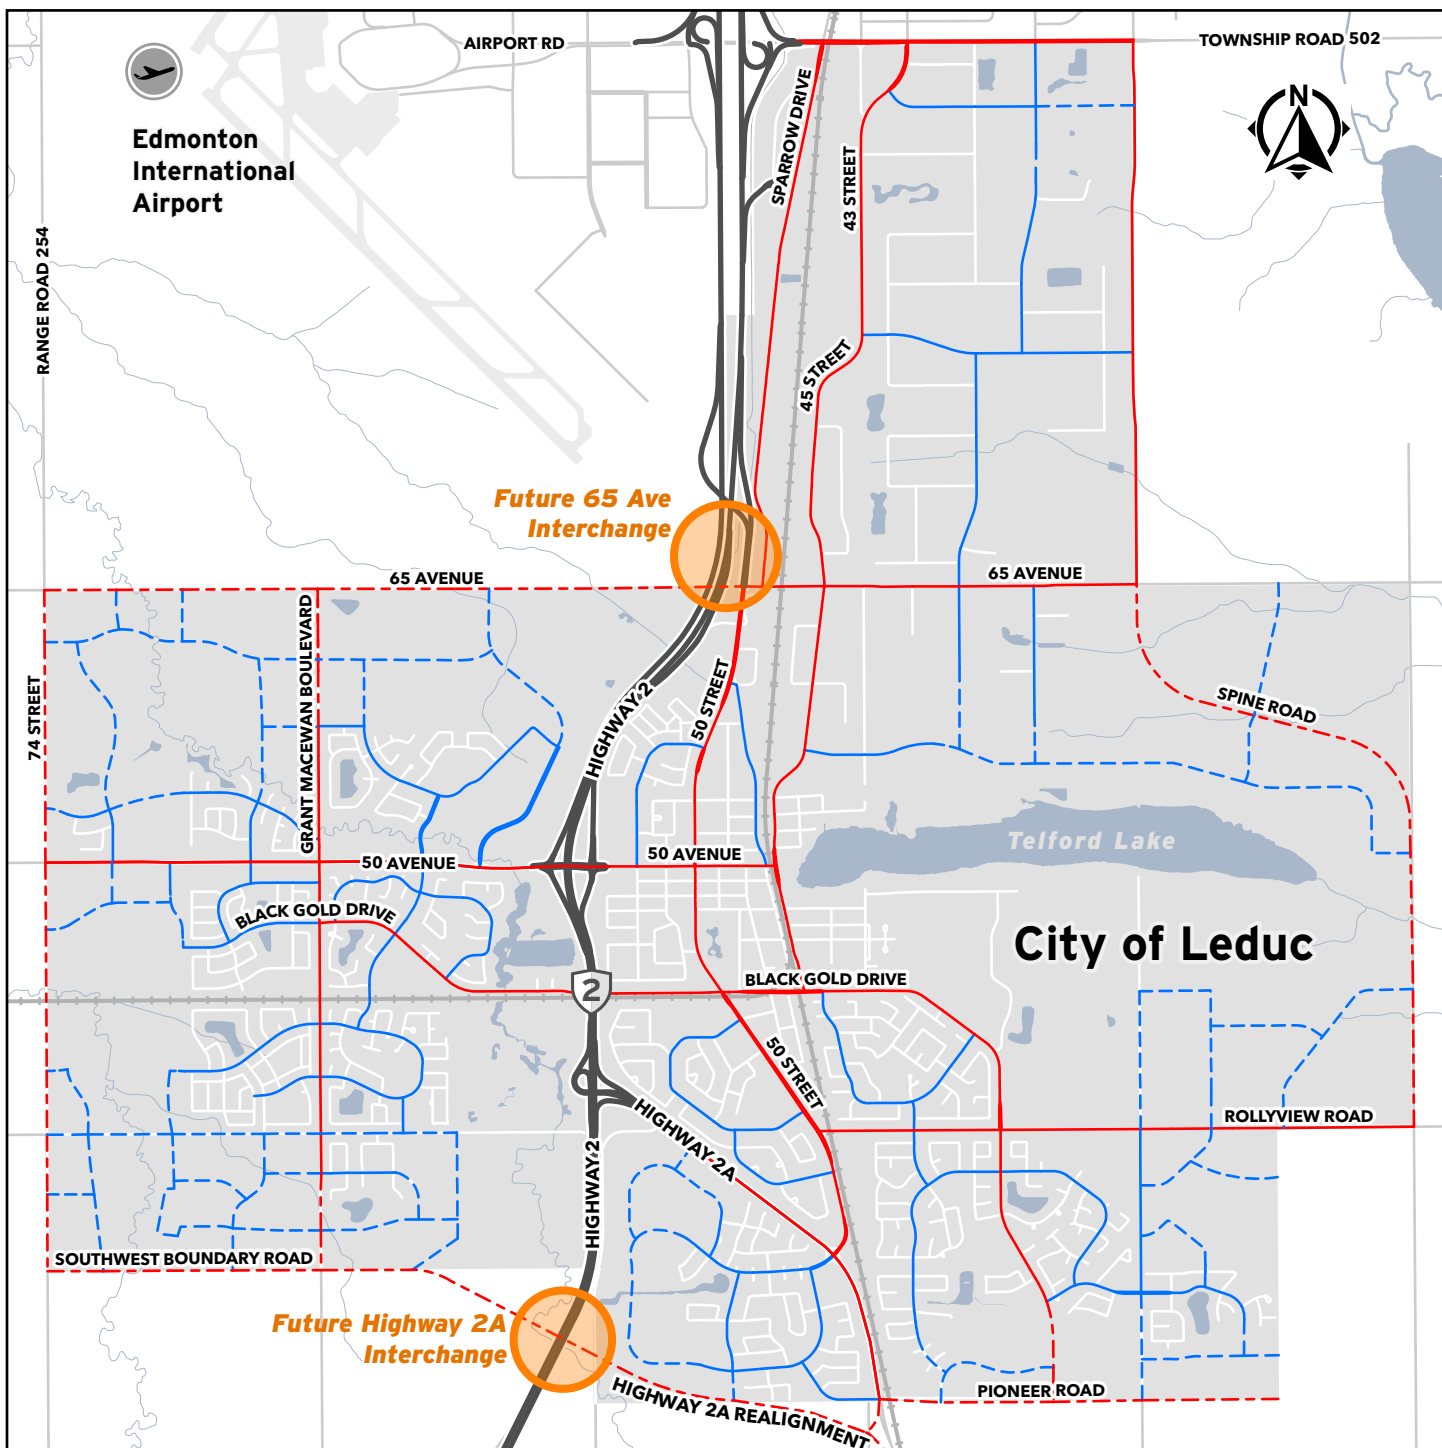 AIRPORT RD
TOWNSHIP ROAD 502
N
Edmonton
International
Airport
SPARROW DRIVE
43 STREET
RANGE ROAD 254
45 STREET
Future 65 Ave
Interchange
65 AVENUE
65 AVENUE
GRANT MACEWAN BOULEVARD
74 STREET
HIGHWAY 2
50 STREET
SPINE ROAD
50 AVENUE
50 AVENUE
Telford Lake
BLACK GOLD DRIVE
City of Leduc
BLACK GOLD DRIVE
2
50 STREET
HIGHWAY 2A
ROLLYVIEW ROAD
HIGHWAY 2
SOUTHWEST BOUNDARY ROAD
Future Highway 2A
Interchange
HIGHWAY 2A REALIGNMENT
PIONEER ROAD